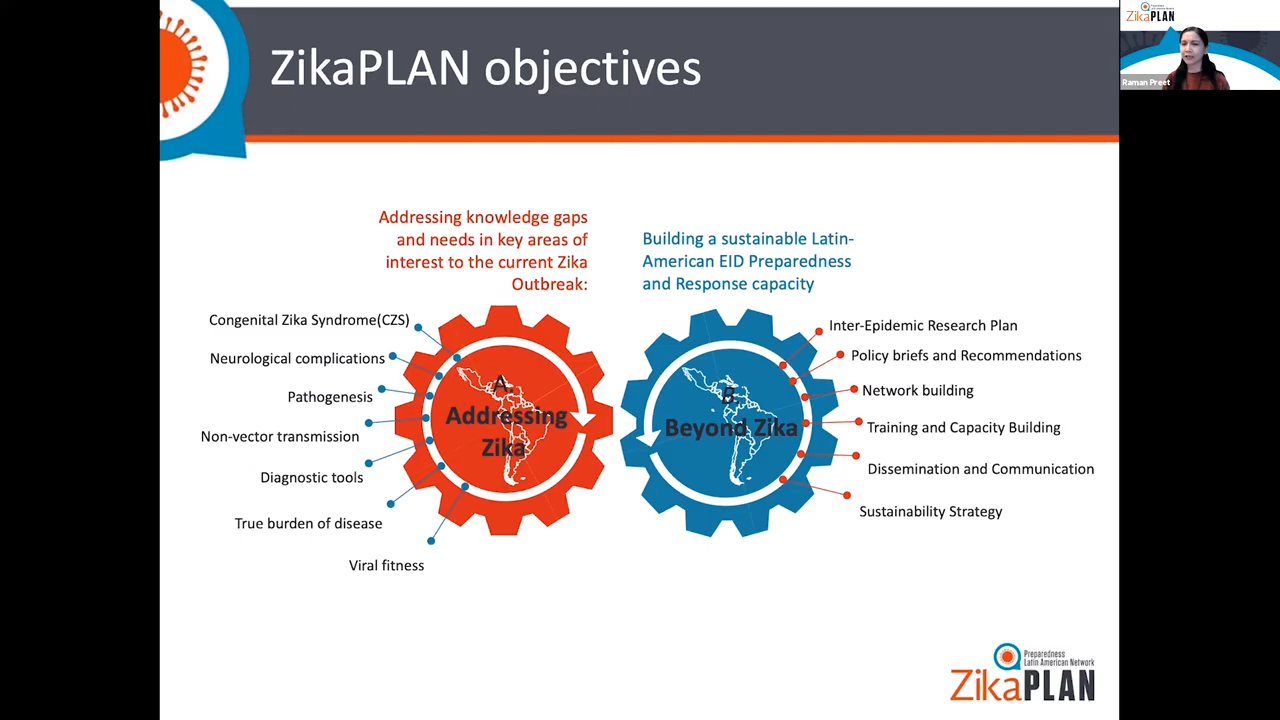 ZikaPLAN objectives
Addressing knowledge gaps
and needs in key areas of
interest to the current Zika
Outbreak:
Congenital Zika Syndrome(CZS)
Neurological complications
Pathogenesis
Non-vector transmission
Diagnostic tools
True burden of disease
Viral fitness
A.
Addressing
Zika
Building a sustainable Latin-
American EID Preparedness
and Response capacity
B.
Beyond Zika
Inter-Epidemic Research Plan
Policy briefs and Recommendations
Network building
Training and Capacity Building
Dissemination and Communication
Sustainability Strategy
Preparedness
Latin American Network
ZikaPLAN
ZikaPLAN
Raman Preet